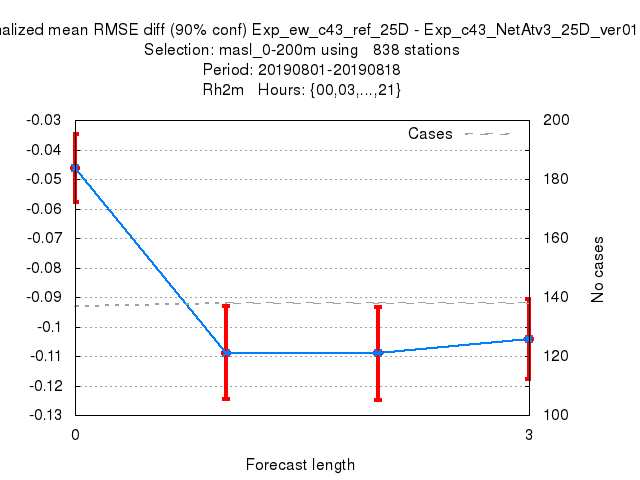 nalized mean RMSE diff (90% conf) Exp_ew_c43_ref_25D - Exp_c43_NetAtv3_25D_ver01
Selection: masl_0-200m using 838 stations
Period: 20190801-20190818
Rh2m Hours: {00,03,...,21}
Cases
-0.03
-0.04
-0.05
-0.06
-0.07
-0.08
-0.09
-0.1
-0.11
-0.12
-0.13
200
180
160
140
120
100
No cases
0
3
Forecast length